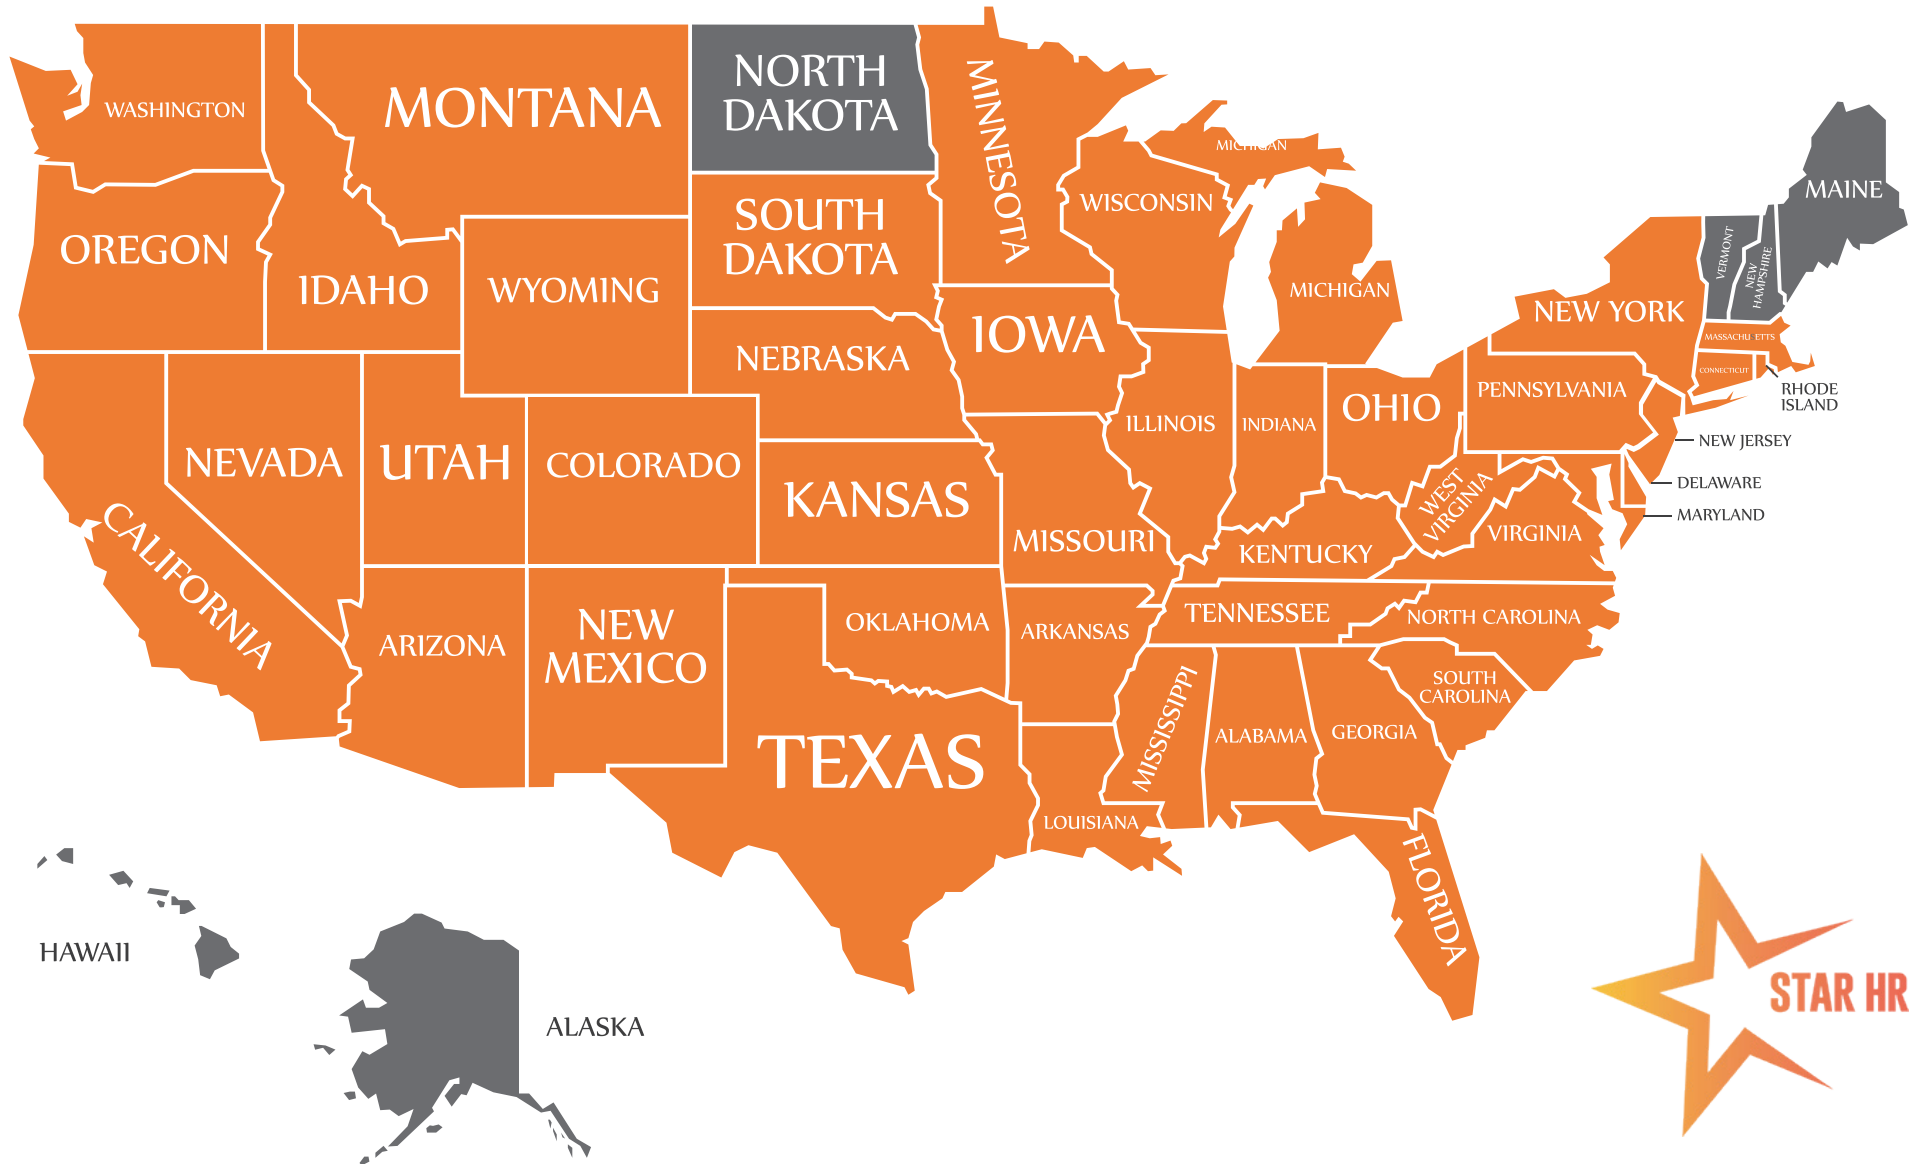 WASHINGTON
MONTANA
NORTH
DAKOTA
MINNESOTA
MICHIGAN
MAINE
OREGON
IDAHO
WYOMING
SOUTH
DAKOTA
WISCONSIN
MICHIGAN
VERMONT
NEW
HAMPSHIRE
NEW YORK
MASSACHUSETTS
CONNECTICUT
RHODE
ISLAND
NEBRASKA
IOWA
ILLINOIS
INDIANA
OHIO
PENNSYLVANIA
NEW JERSEY
NEVADA
UTAH
COLORADO
KANSAS
MISSOURI
KENTUCKY
WEST
VIRGINIA
VIRGINIA
DELAWARE
MARYLAND
CALIFORNIA
ARIZONA
NEW
MEXICO
OKLAHOMA
ARKANSAS
TENNESSEE
NORTH CAROLINA
SOUTH
CAROLINA
TEXAS
LOUISIANA
MISSISSIPPI
ALABAMA
GEORGIA
FLORIDA
HAWAII
ALASKA
STAR HR